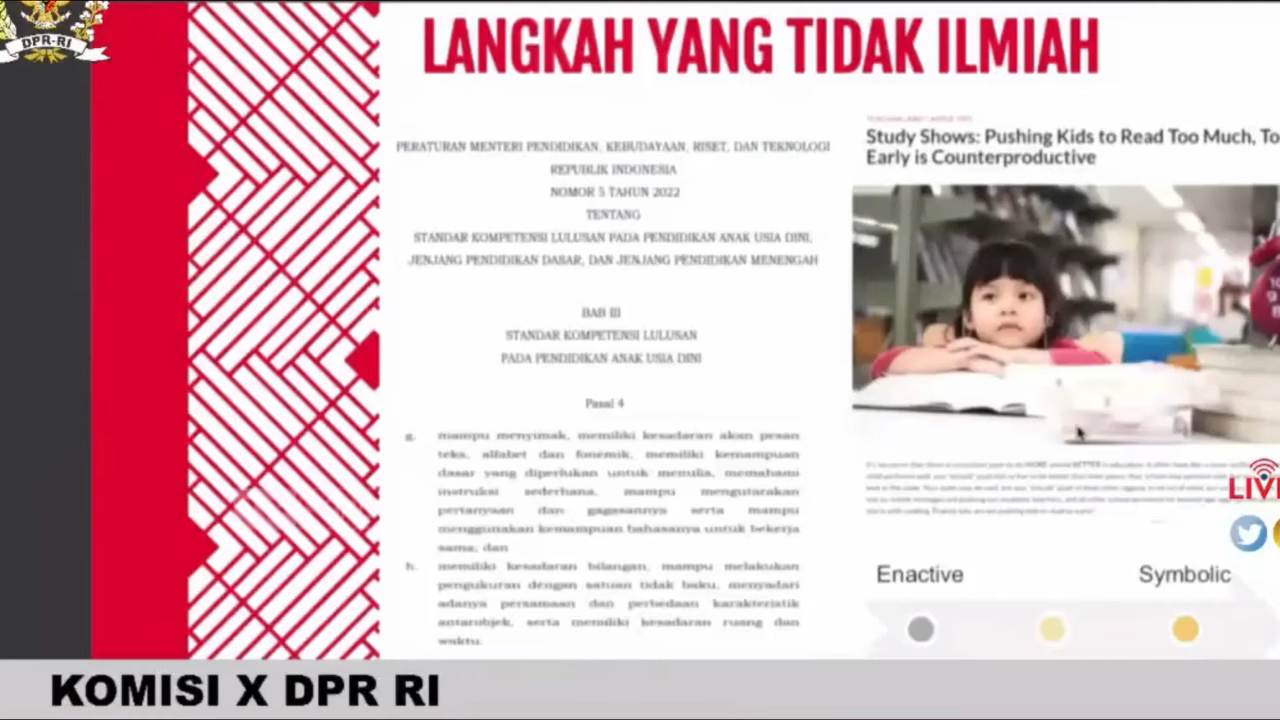 DPR-RI
LANGKAH YANG TIDAK ILMIAH
PERATURAN MENTERI PENDIDIKAN, KEBUDAYAAN, RISET, DAN TEKNOLOGI
REPUBLIK INDONESIA
NOMOR 5 TAHUN 2022
TENTANG
STANDAR KOMPETENSI LULUSAN PADA PENDIDIKAN ANAK USIA DINI,
JENJANG PENDIDIKAN DASAR, DAN JENJANG PENDIDIKAN MENENGAH
BAB III
STANDAR KOMPETENSI LULUSAN
PADA PENDIDIKAN ANAK USIA DINI
Pasal 4
g. mampu menyimak, memiliki kesadaran akan pesan
teks, alfabet dan fonemik, memiliki kemampuan
dasar yang diperlukan untuk menulis, memahami
instruksi sederhana, mampu mengutarakan
pertanyaan dan gagasannya serta mampu
menggunakan kemampuan bahasanya untuk bekerja
sama; dan
h. memiliki kesadaran bilangan, mampu melakukan
pengukuran dengan satuan tidak baku, menyadari
adanya persamaan dan perbedaan karakteristik
antarobjek, serta memiliki kesadaran ruang dan
waktu.
Study Shows: Pushing Kids to Read Too Much, To
Early is Counterproductive
LIV
Enactive
Symbolic
KOMISI X DPR RI